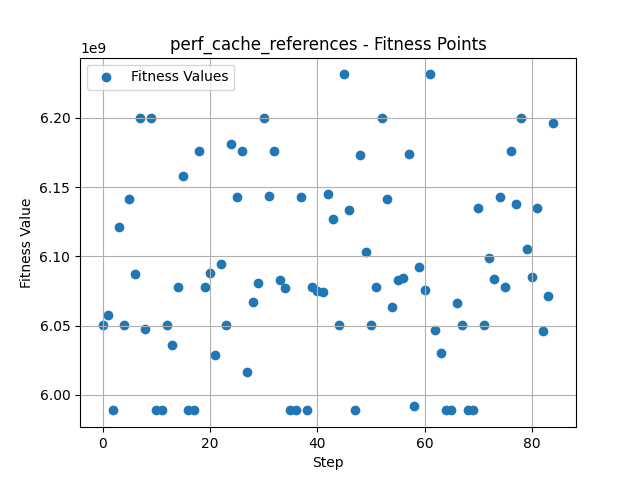 perf_cache_references - Fitness Points
1e9
Fitness Values
6.20
6.15
6.10
6.05
6.00
Fitness Value
0 20 40 60 80
Step